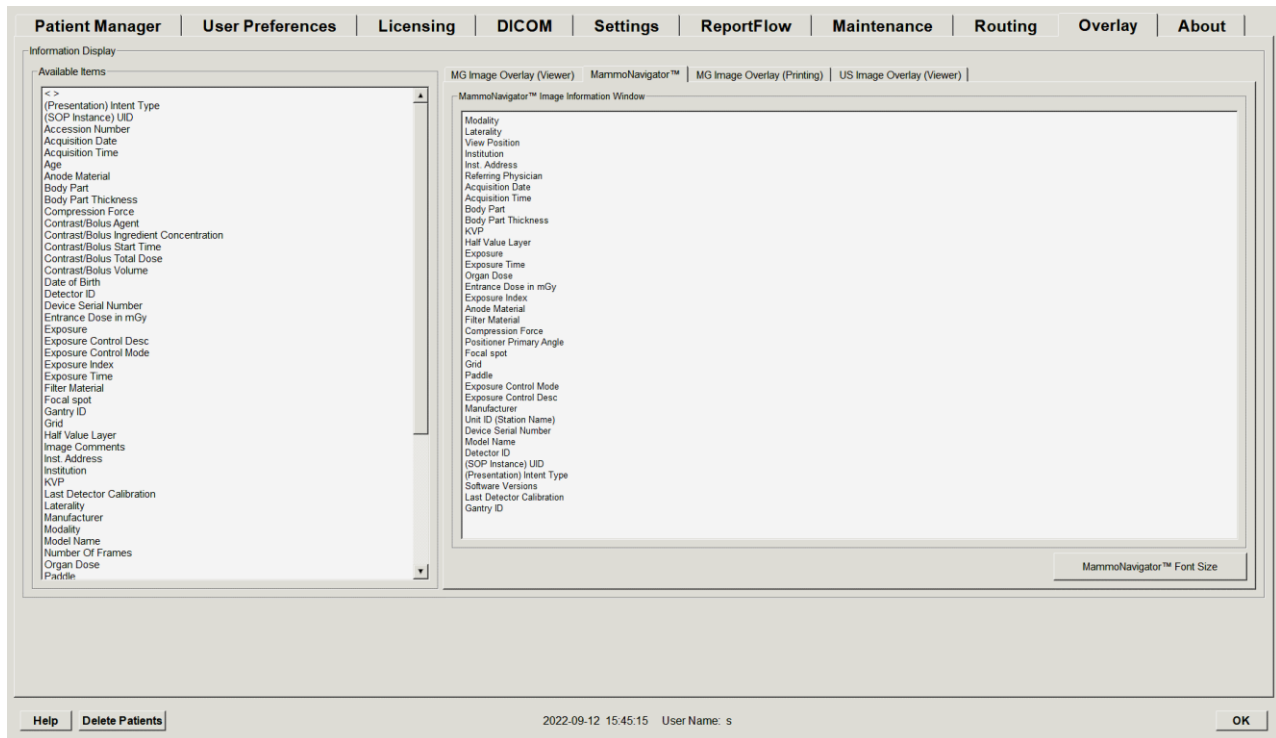 Patient Manager User Preferences Licensing DICOM Settings ReportFlow Maintenance Routing Overlay About
Information Display
Available Items
< >
(Presentation) Intent Type
(SOP Instance) UID
Accession Number
Acquisition Date
Acquisition Time
Age
Anode Material
Body Part
Body Part Thickness
Compression Force
Contrast/Bolus Agent
Contrast/Bolus Ingredient Concentration
Contrast/Bolus Start Time
Contrast/Bolus Total Dose
Contrast/Bolus Volume
Date of Birth
Detector ID
Device Serial Number
Entrance Dose in mGy
Exposure
Exposure Control Desc
Exposure Control Mode
Exposure Index
Exposure Time
Filter Material
Focal spot
Gantry ID
Grid
Half Value Layer
Image Comments
Inst. Address
Institution
KVP
Last Detector Calibration
Laterality
Manufacturer
Modality
Model Name
Number Of Frames
Organ Dose
Paddle
MG Image Overlay (Viewer) MammoNavigator™ MG Image Overlay (Printing) US Image Overlay (Viewer)
MammoNavigator™ Image Information Window
Modality
Laterality
View Position
Institution
Inst. Address
Referring Physician
Acquisition Date
Acquisition Time
Body Part
Body Part Thickness
KVP
Half Value Layer
Exposure
Exposure Time
Organ Dose
Entrance Dose in mGy
Exposure Index
Anode Material
Filter Material
Compression Force
Positioner Primary Angle
Focal spot
Grid
Paddle
Exposure Control Mode
Exposure Control Desc
Manufacturer
Unit ID (Station Name)
Device Serial Number
Model Name
Detector ID
(SOP Instance) UID
(Presentation) Intent Type
Software Versions
Last Detector Calibration
Gantry ID
MammoNavigator™ Font Size
Help Delete Patients 2022-09-12 15:45:15 User Name: s OK